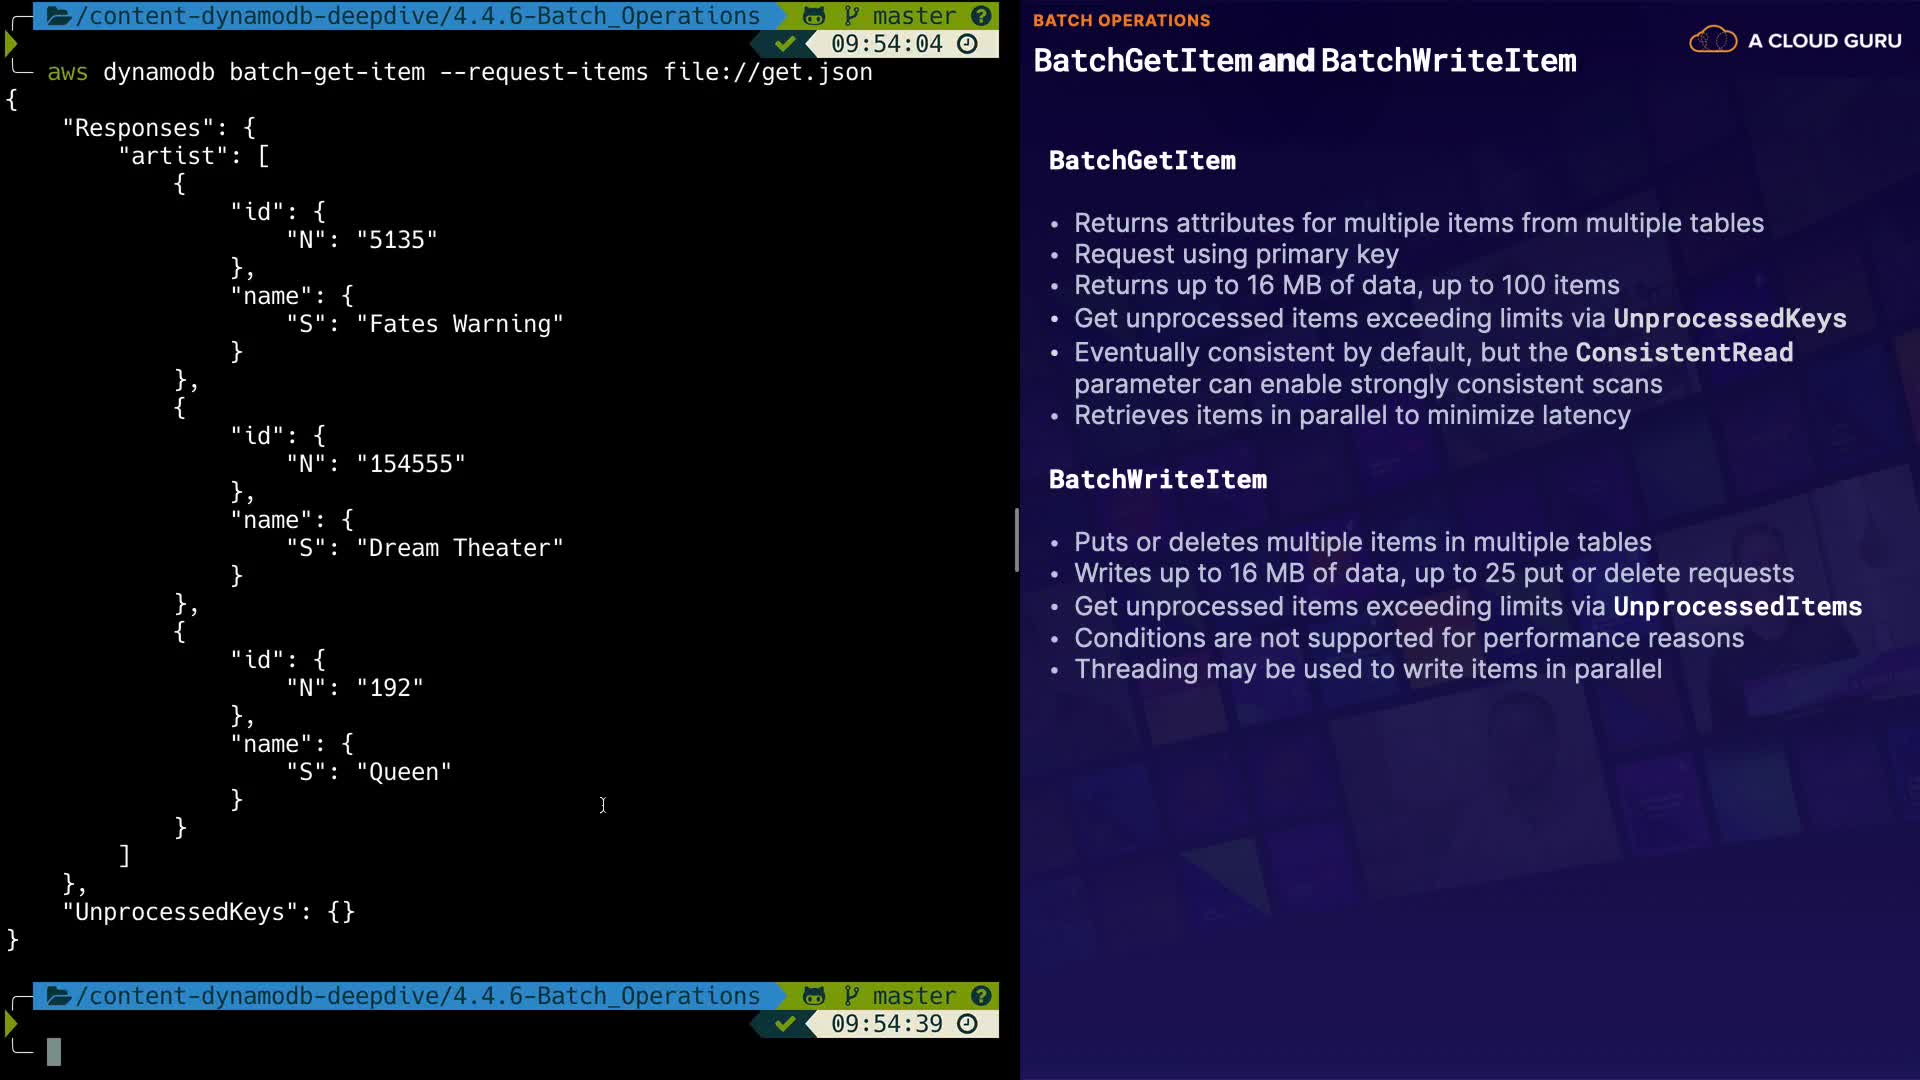 /content-dynamodb-deepdive/4.4.6-Batch_Operations master ?
09:54:04
aws dynamodb batch-get-item --request-items file://get.json
{
"Responses": {
"artist": [
{
"id": {
"N": "5135"
},
"name": {
"S": "Fates Warning"
}
},
{
"id": {
"N": "154555"
},
"name": {
"S": "Dream Theater"
}
},
{
"id": {
"N": "192"
},
"name": {
"S": "Queen"
}
}
]
},
"UnprocessedKeys": {}
}
/content-dynamodb-deepdive/4.4.6-Batch_Operations master ?
09:54:39
BATCH OPERATIONS
BatchGetItem and BatchWriteItem
A CLOUD GURU
BatchGetItem
• Returns attributes for multiple items from multiple tables
• Request using primary key
• Returns up to 16 MB of data, up to 100 items
• Get unprocessed items exceeding limits via UnprocessedKeys
• Eventually consistent by default, but the ConsistentRead
parameter can enable strongly consistent scans
• Retrieves items in parallel to minimize latency
BatchWriteItem
• Puts or deletes multiple items in multiple tables
• Writes up to 16 MB of data, up to 25 put or delete requests
• Get unprocessed items exceeding limits via UnprocessedItems
• Conditions are not supported for performance reasons
• Threading may be used to write items in parallel